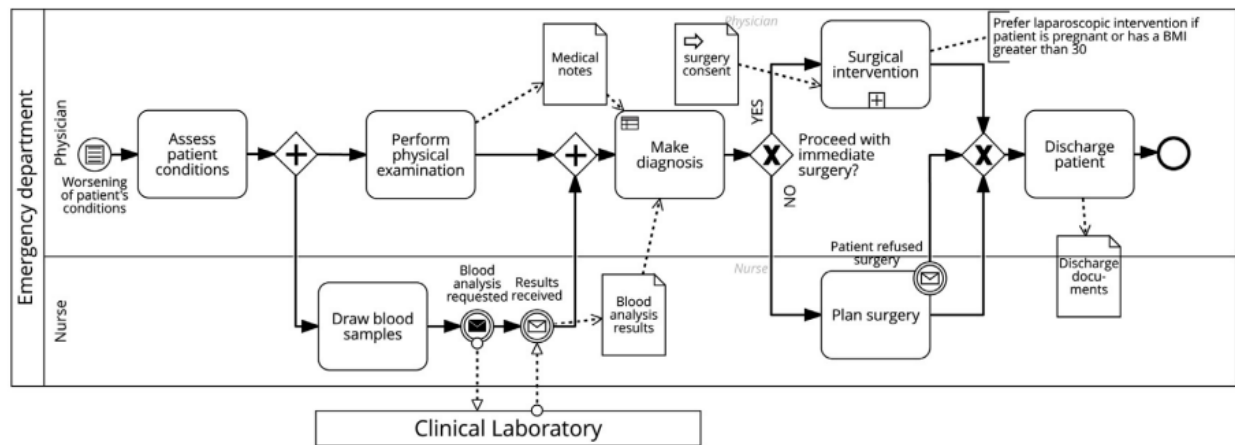 Emergency department
Physician
Nurse
Physician
Nurse
Worsening
of patient's
conditions
Assess
patient
conditions
Perform
physical
examination
Medical
notes
Draw blood
samples
Blood
analysis
requested
Results
received
Blood
analysis
results
Make
diagnosis
surgery
consent
YES
NO
Proceed with
immediate
surgery?
Surgical
intervention
Prefer laparoscopic intervention if
patient is pregnant or has a BMI
greater than 30
Patient refused
surgery
Plan surgery
Discharge
patient
Discharge
docu-
ments
Clinical Laboratory